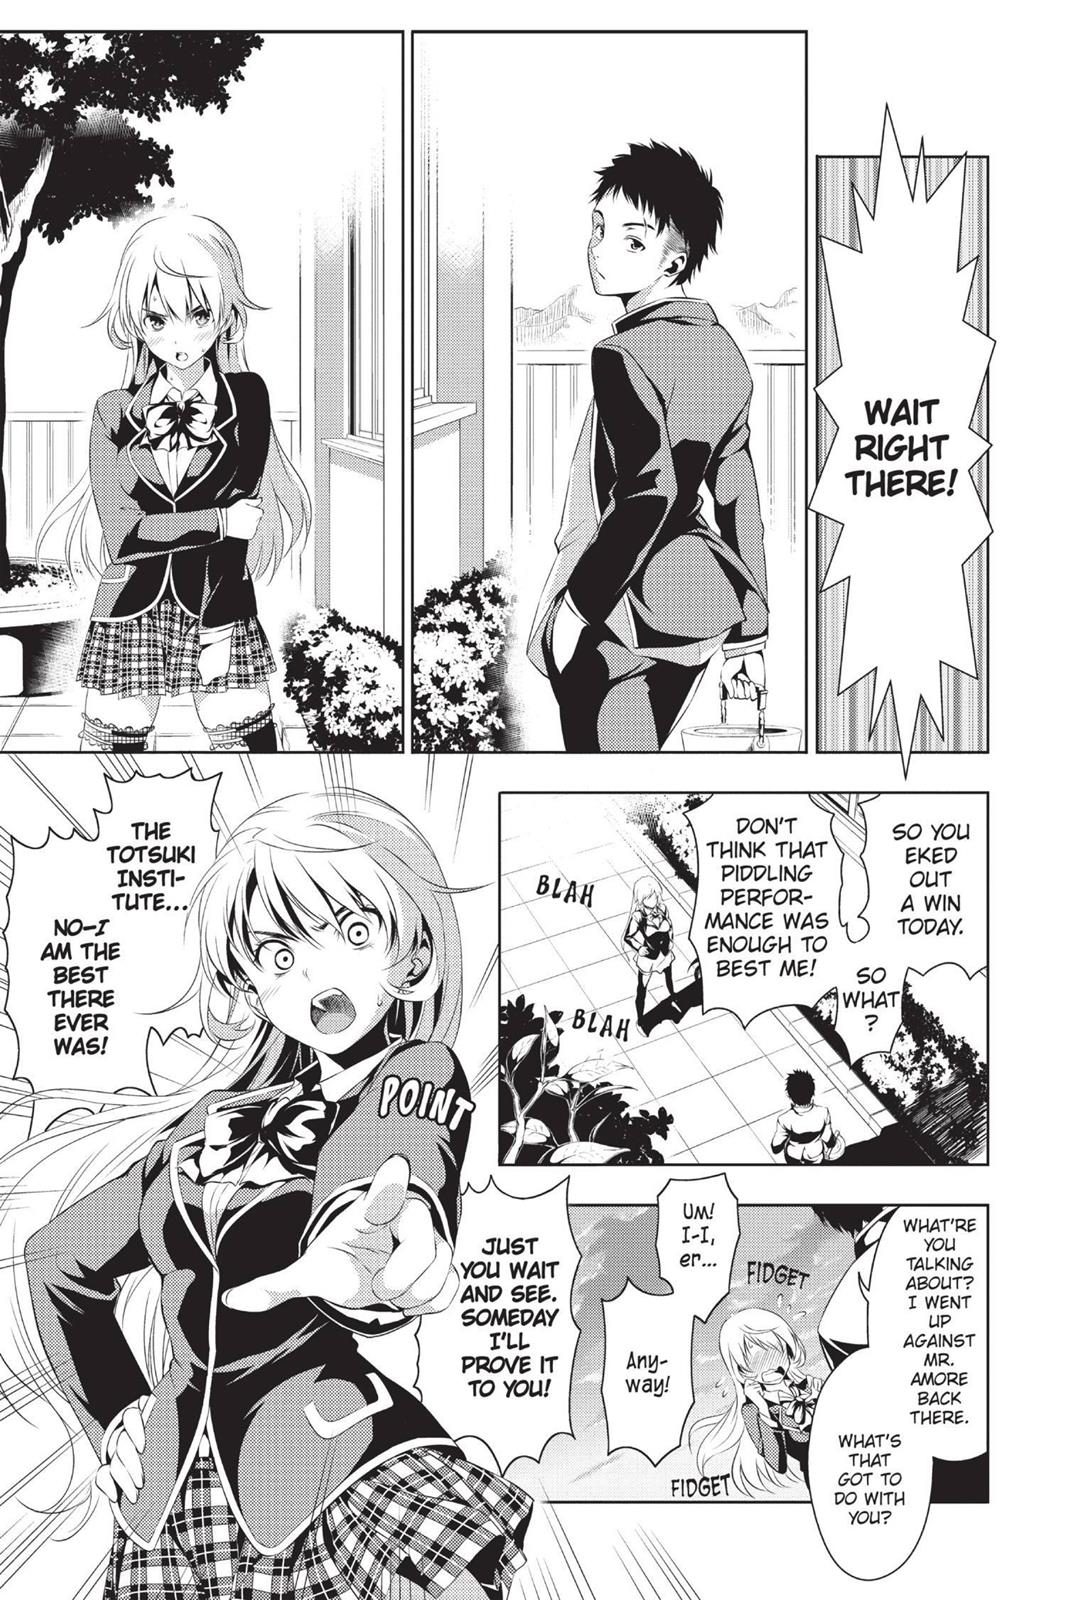 WAIT
RIGHT
THERE!
SO YOU
EKED
OUT
A WIN
TODAY.
SO
WHAT
?
DON'T
THINK THAT
PIDDLING
PERFOR-
MANCE WAS
ENOUGH TO
BEST ME!
BLAH
BLAH
WHAT'RE
YOU
TALKING
ABOUT?
I WENT
UP
AGAINST
MR.
AMORE
BACK
THERE.
WHAT'S
THAT
GOT TO
DO WITH
YOU?
FIDGET
FIDGET
UM!
I-I,
er...
Any-
way!
JUST
YOU WAIT
AND SEE.
SOMEDAY
I'LL
PROVE IT
TO YOU!
POINT
THE
TOTSUKI
INSTI-
TUTE...
NO-I
AM THE
BEST
THERE
EVER
WAS!